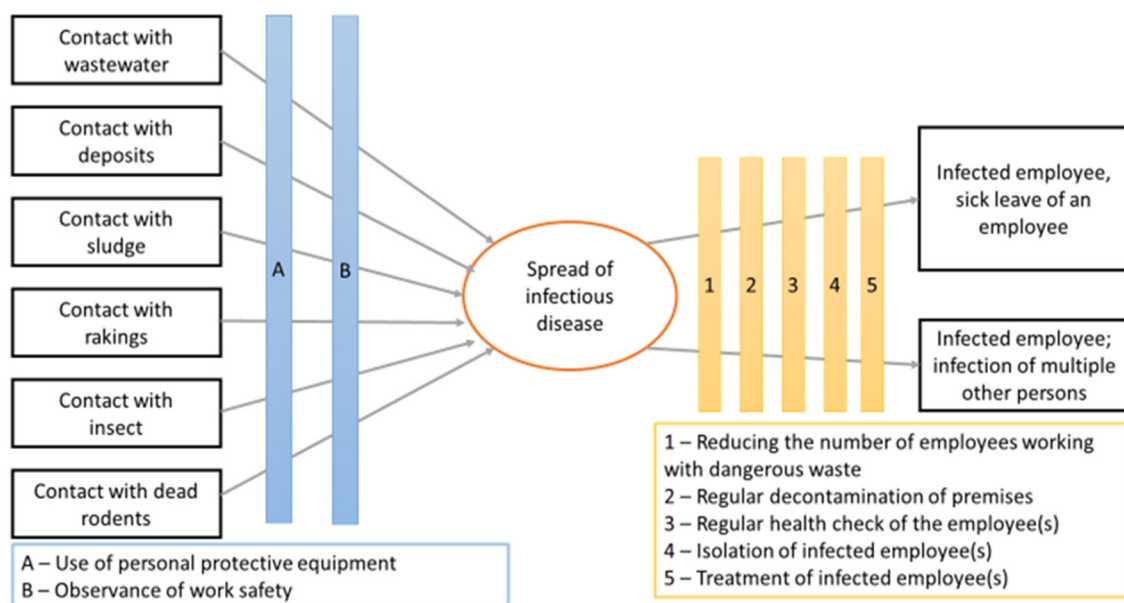 Contact with
wastewater
Contact with
deposits
Contact with
sludge
Contact with
rakings
Contact with
insect
Contact with dead
rodents
A
B
Spread of
infectious
disease
1
2
3
4
5
Infected employee,
sick leave of an
employee
Infected employee;
infection of multiple
other persons
A – Use of personal protective equipment
B – Observance of work safety
1 – Reducing the number of employees working
with dangerous waste
2 – Regular decontamination of premises
3 – Regular health check of the employee(s)
4 – Isolation of infected employee(s)
5 – Treatment of infected employee(s)